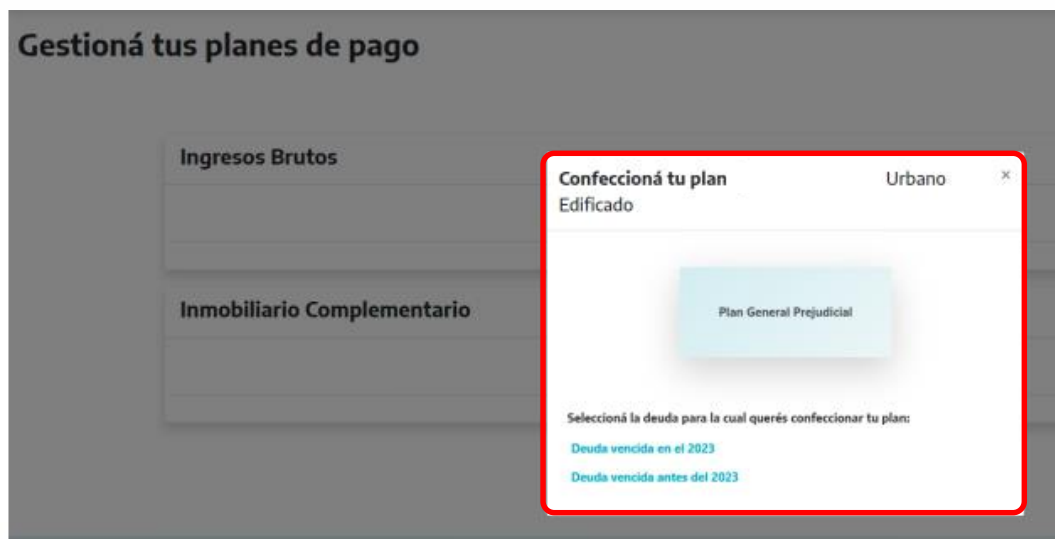 Gestioná tus planes de pago
Ingresos Brutos
Inmobiliario Complementario
Confeccioná tu plan Urbano ×
Edificado
Plan General Prejudicial
Seleccioná la deuda para la cual querés confeccionar tu plan:
Deuda vencida en el 2023
Deuda vencida antes del 2023